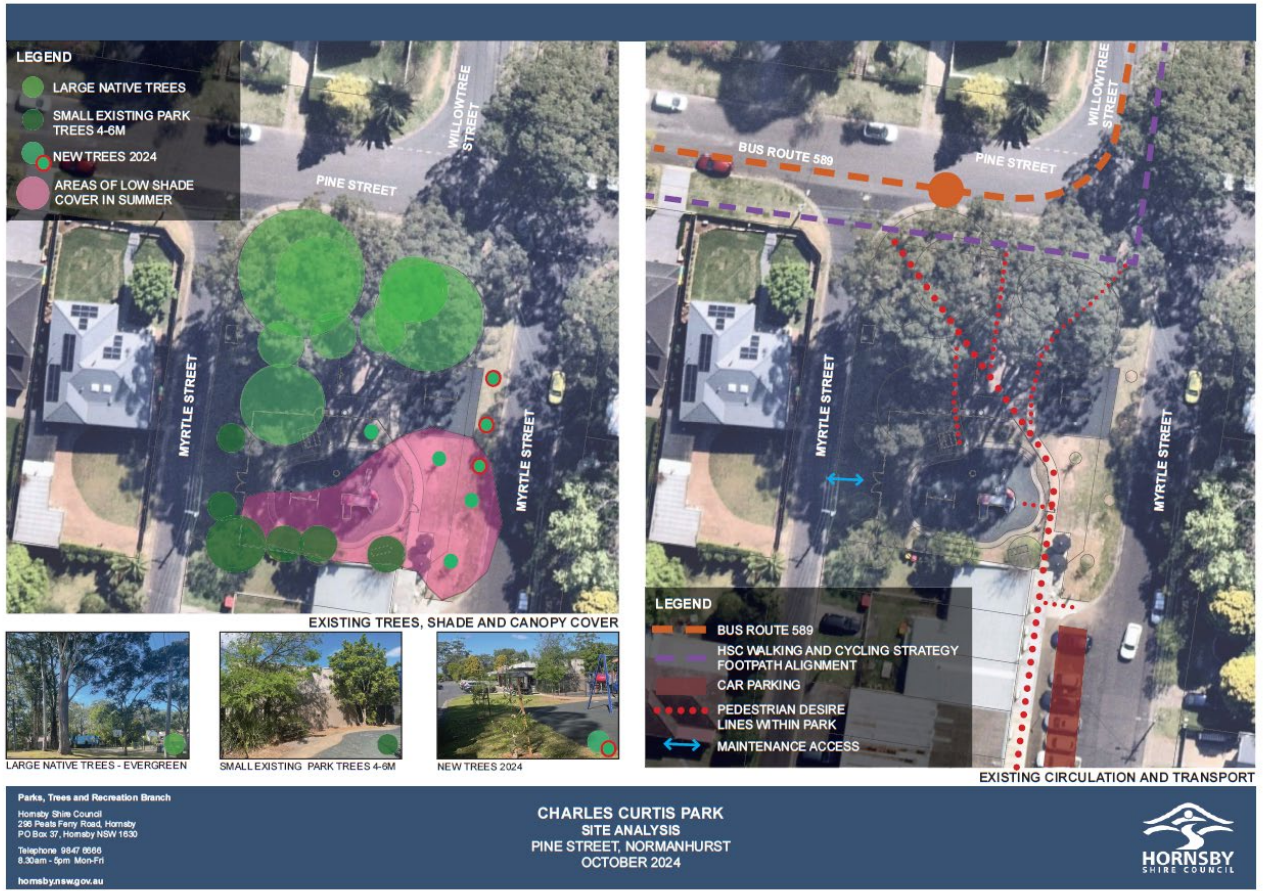 LEGEND
LARGE NATIVE TREES
SMALL EXISTING PARK
TREES 4-6M
NEW TREES 2024
AREAS OF LOW SHADE
COVER IN SUMMER
WILLOWTREE
STREET
PINE STREET
MYRTLE STREET
MYRTLE STREET
EXISTING TREES, SHADE AND CANOPY COVER
LARGE NATIVE TREES - EVERGREEN
SMALL EXISTING PARK TREES 4-6M
NEW TREES 2024
WILLOWTREE
STREET
BUS ROUTE 589
PINE STREET
MYRTLE STREET
MYRTLE STREET
LEGEND
BUS ROUTE 589
HSC WALKING AND CYCLING STRATEGY
FOOTPATH ALIGNMENT
CAR PARKING
PEDESTRIAN DESIRE
LINES WITHIN PARK
MAINTENANCE ACCESS
EXISTING CIRCULATION AND TRANSPORT
Parks, Trees and Recreation Branch
Hornsby Shire Council
296 Peats Ferry Road, Hornsby
PO Box 37, Hornsby NSW 1630
Telephone 9847 6666
8.30am - 5pm Mon-Fri
hornsby.nsw.gov.au
CHARLES CURTIS PARK
SITE ANALYSIS
PINE STREET, NORMANHURST
OCTOBER 2024
HORNSBY
SHIRE COUNCIL